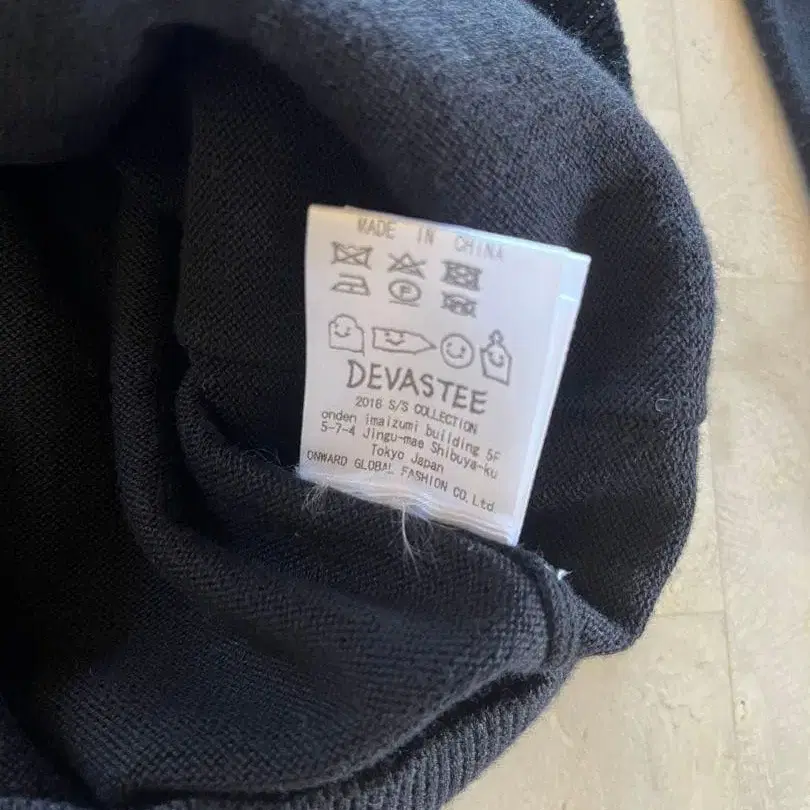 MADE IN CHINA
P
DEVASTEE
2016 S/S COLLECTION
onden imaizumi building 5F
5-7-4 Jingu-mae Shibuya-ku
Tokyo Japan
ONWARD GLOBAL FASHION CO,Ltd